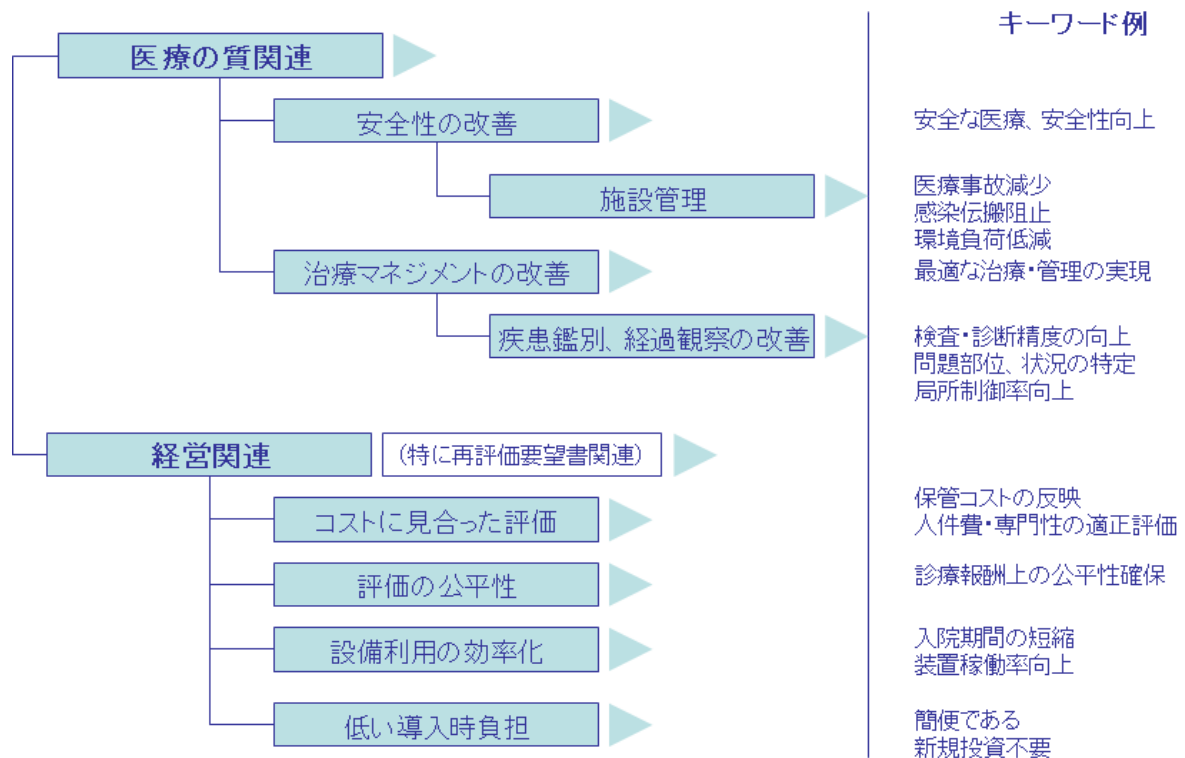 キーワード例
医療の質関連
安全性の改善
安全な医療、安全性向上
施設管理
医療事故減少
感染伝搬阻止
環境負荷低減
治療マネジメントの改善
最適な治療・管理の実現
疾患鑑別、経過観察の改善
検査・診断精度の向上
問題部位、状況の特定
局所制御率向上
経営関連
(特に再評価要望書関連)
コストに見合った評価
保管コストの反映
人件費・専門性の適正評価
評価の公平性
診療報酬上の公平性確保
設備利用の効率化
入院期間の短縮
装置稼働率向上
低い導入時負担
簡便である
新規投資不要